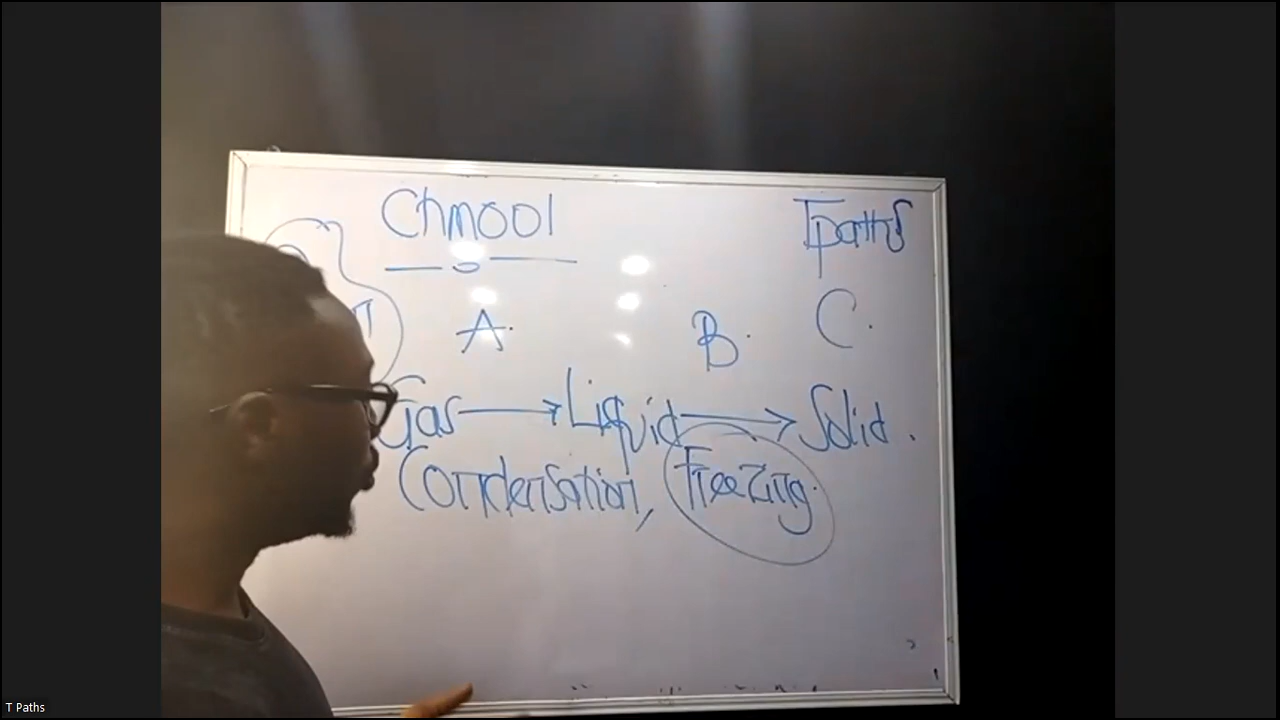 Chmool Tpaths
A. B. C.
Gas → Liquid → Solid.
Condensation, Freezing.
T Paths